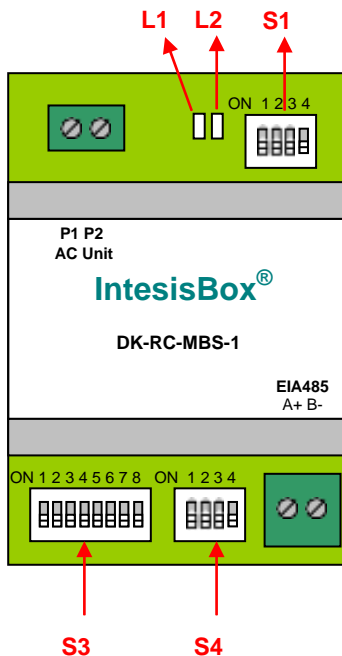 L1 L2 S1
ON 1 2 3 4
P1 P2
AC Unit
IntesisBox®
DK-RC-MBS-1
EIA485
A+ B-
ON 1 2 3 4 5 6 7 8 ON 1 2 3 4
S3 S4